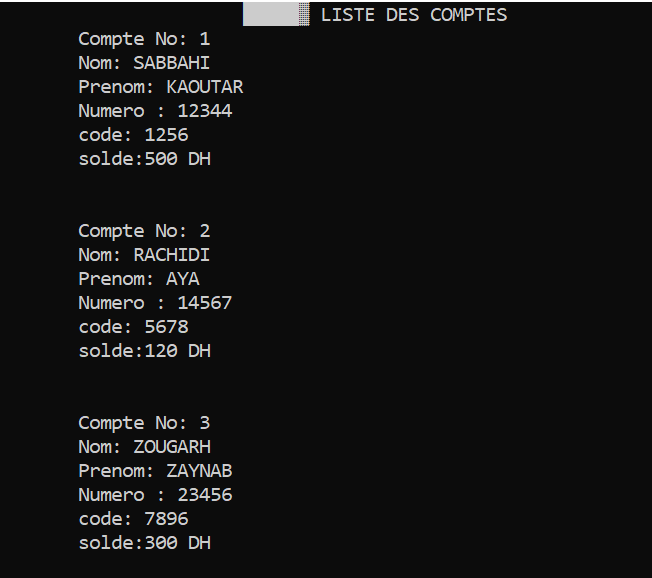 LISTE DES COMPTES
Compte No: 1
Nom: SABBAHI
Prenom: KAOUTAR
Numero : 12344
code: 1256
solde:500 DH
Compte No: 2
Nom: RACHIDI
Prenom: AYA
Numero : 14567
code: 5678
solde:120 DH
Compte No: 3
Nom: ZOUGARH
Prenom: ZAYNAB
Numero : 23456
code: 7896
solde:300 DH